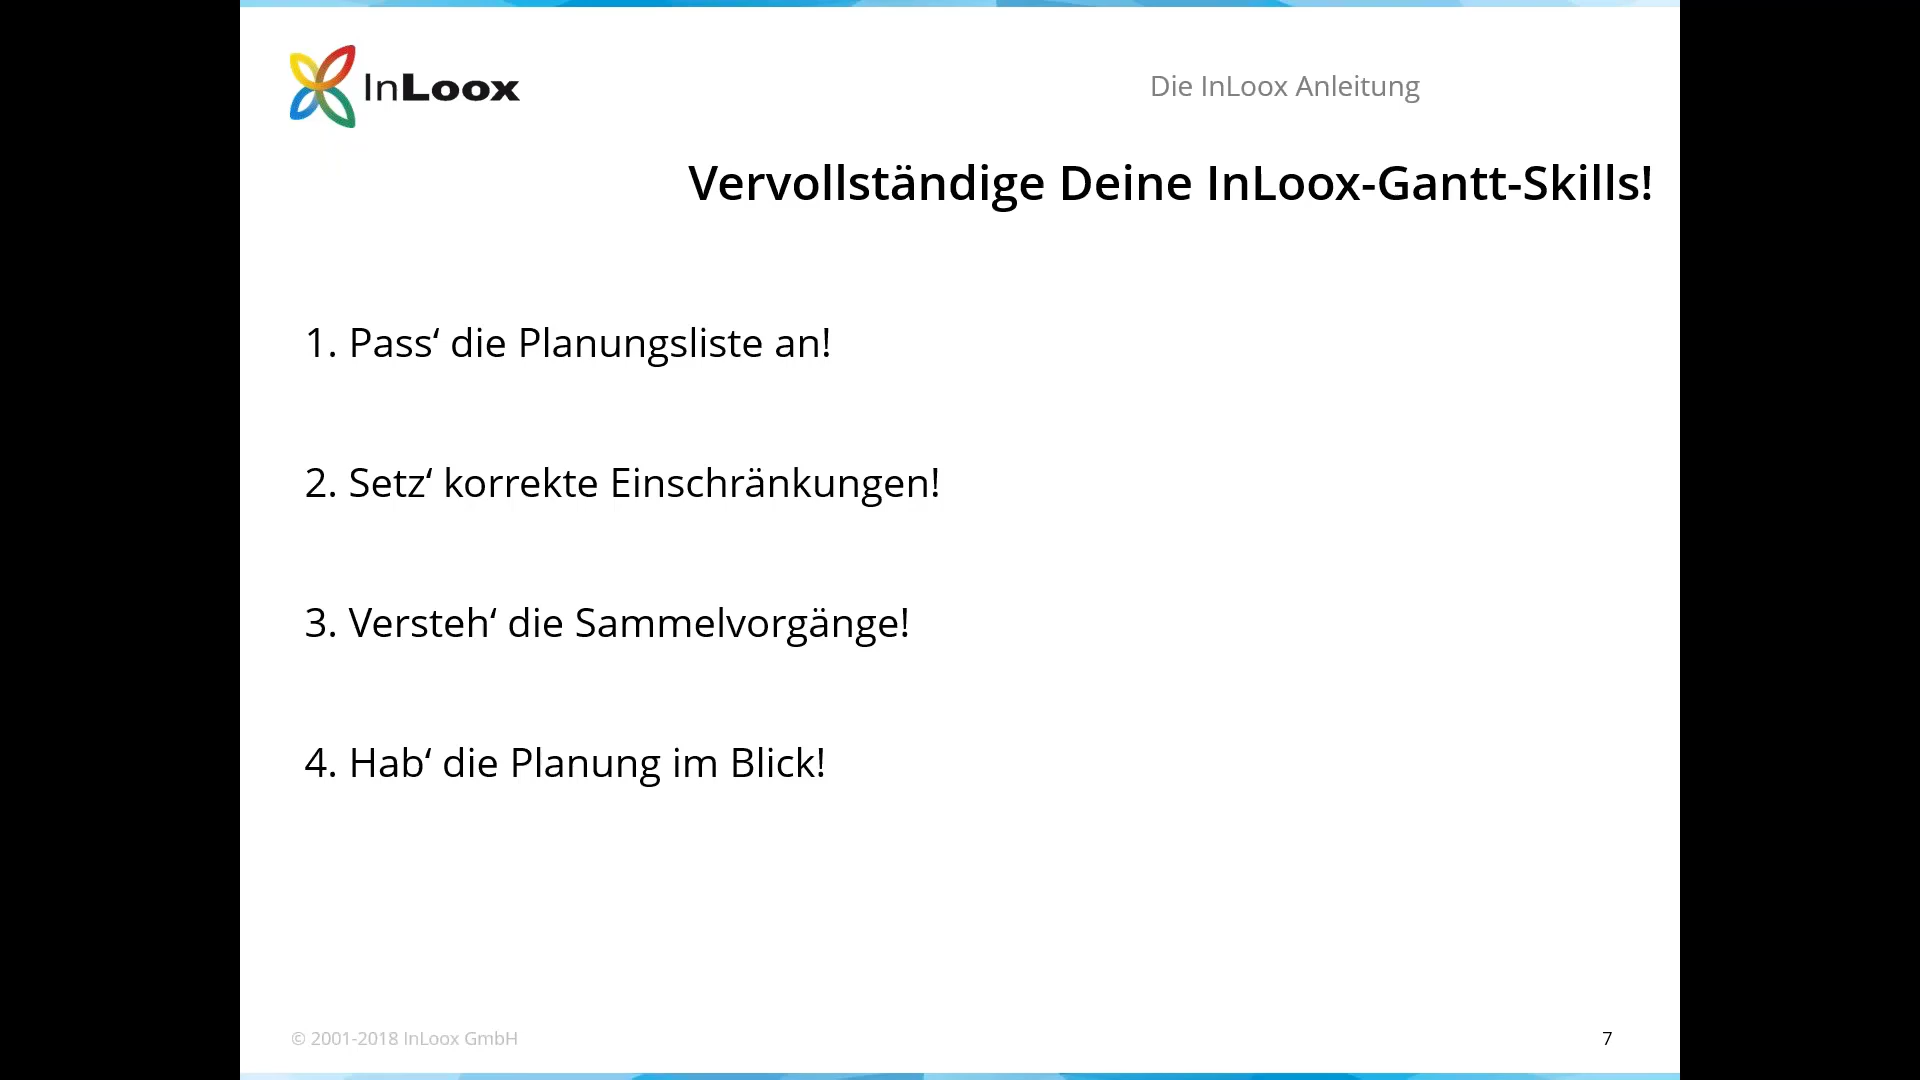 InLoox
Die InLoox Anleitung
Vervollständige Deine InLoox-Gantt-Skills!
1. Pass‘ die Planungsliste an!
2. Setz‘ korrekte Einschränkungen!
3. Versteh‘ die Sammelvorgänge!
4. Hab‘ die Planung im Blick!
© 2001-2018 InLoox GmbH
7